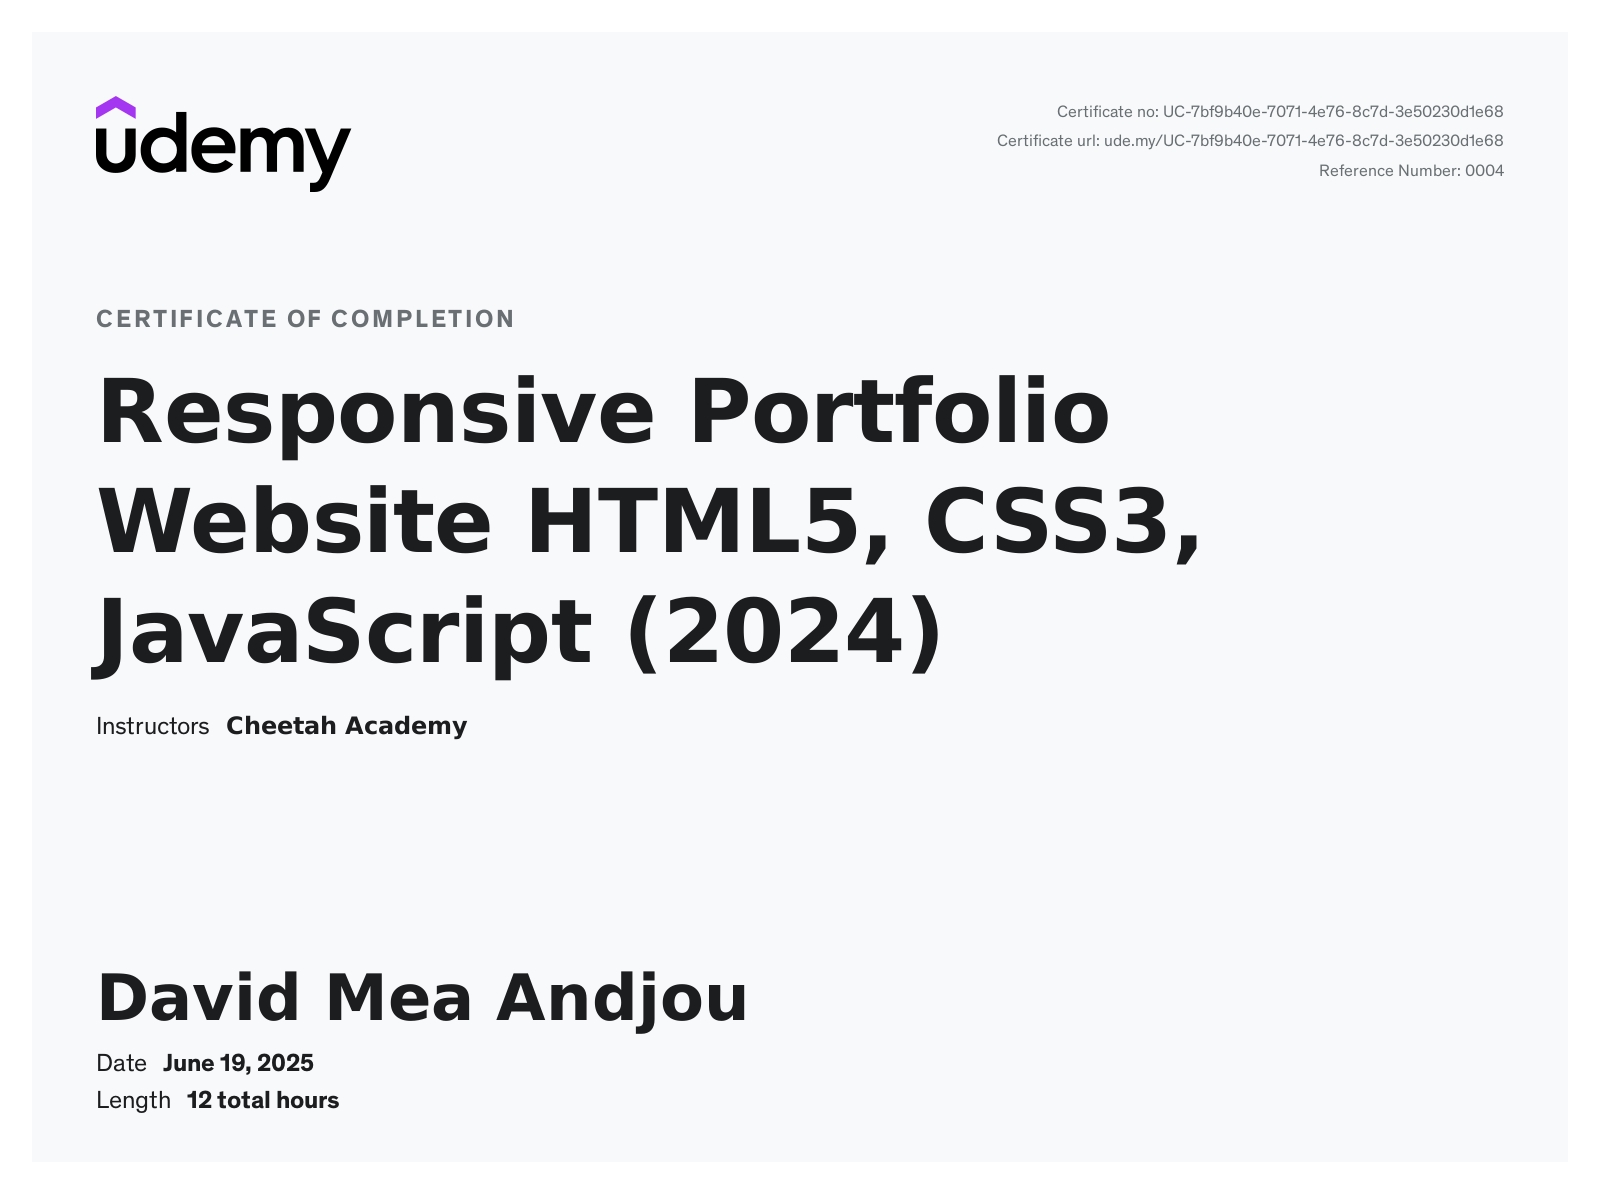 udemy
Certificate no: UC-7bf9b40e-7071-4e76-8c7d-3e50230d1e68
Certificate url: ude.my/UC-7bf9b40e-7071-4e76-8c7d-3e50230d1e68
Reference Number: 0004
CERTIFICATE OF COMPLETION
Responsive Portfolio
Website HTML5, CSS3,
JavaScript (2024)
Instructors Cheetah Academy
David Mea Andjou
Date June 19, 2025
Length 12 total hours